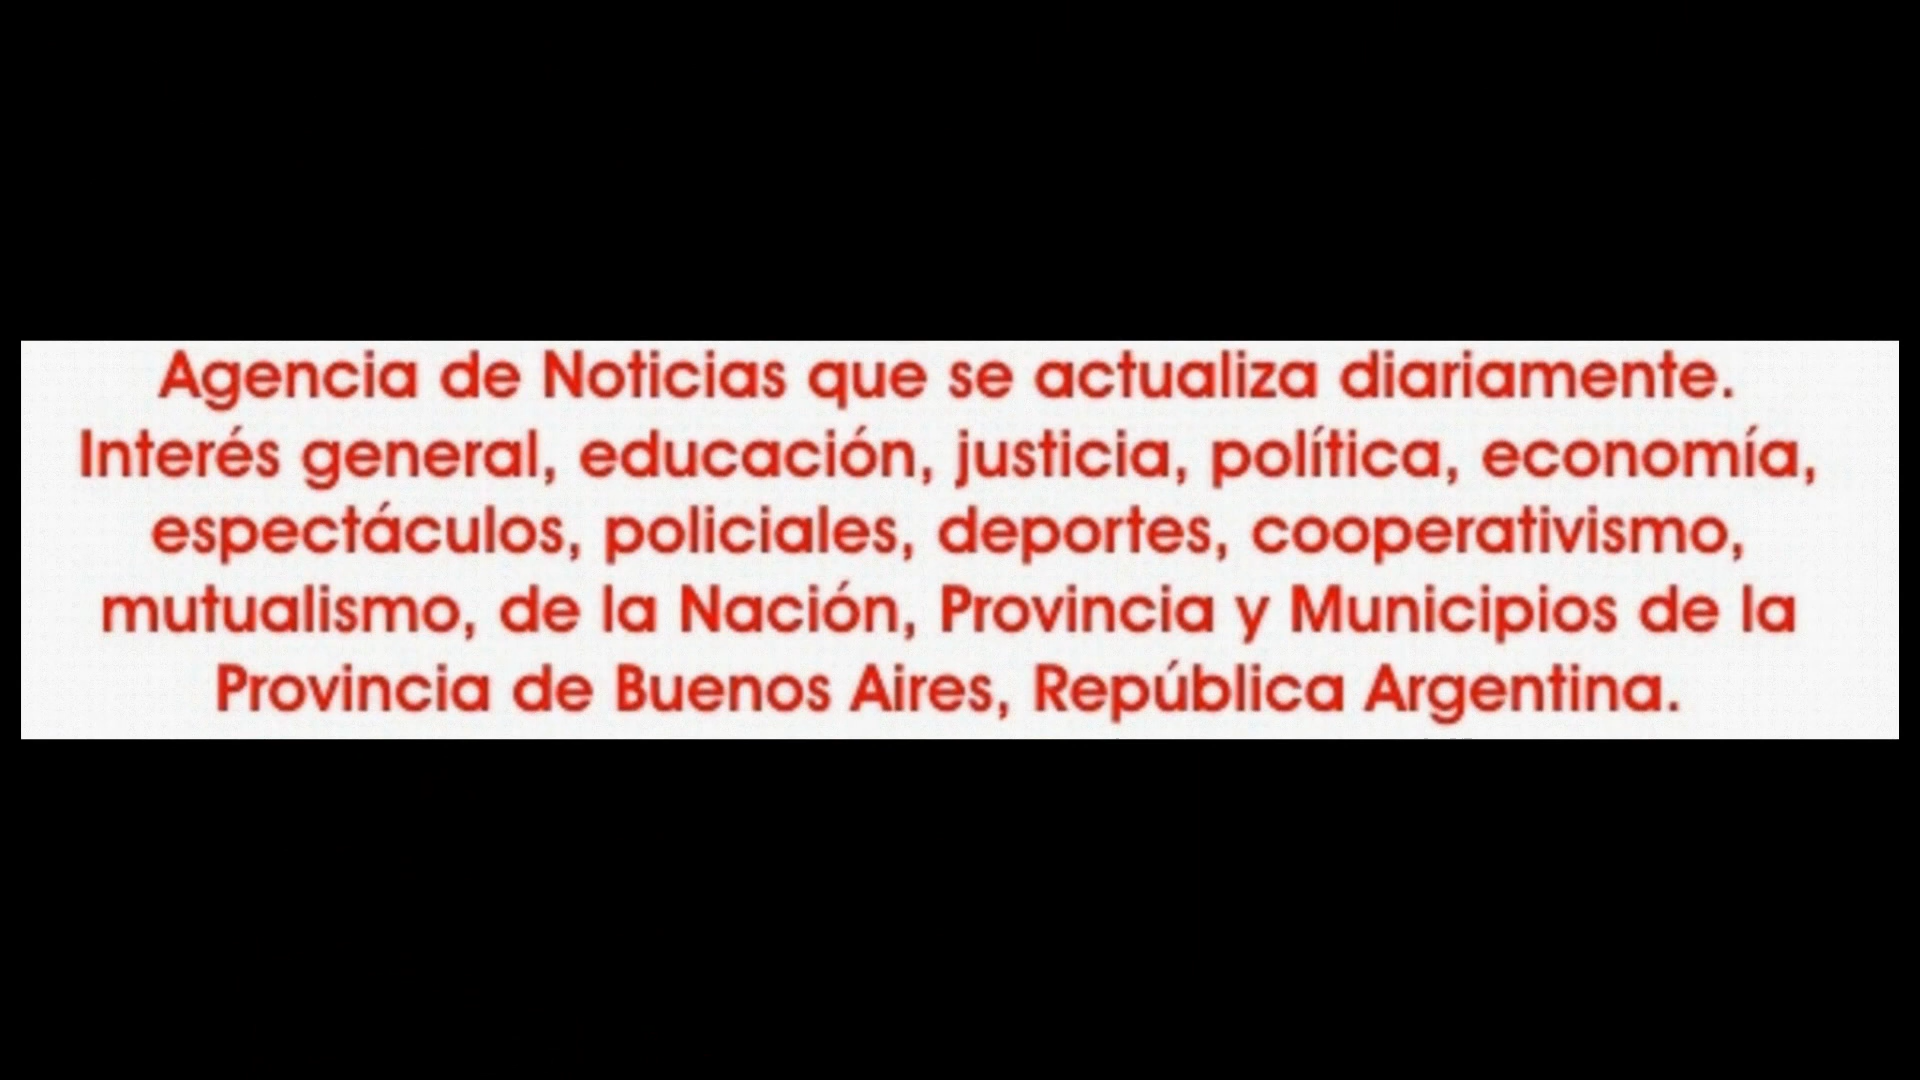 Agencia de Noticias que se actualiza diariamente.
Interés general, educación, justicia, política, economía,
espectáculos, policiales, deportes, cooperativismo,
mutualismo, de la Nación, Provincia y Municipios de la
Provincia de Buenos Aires, República Argentina.